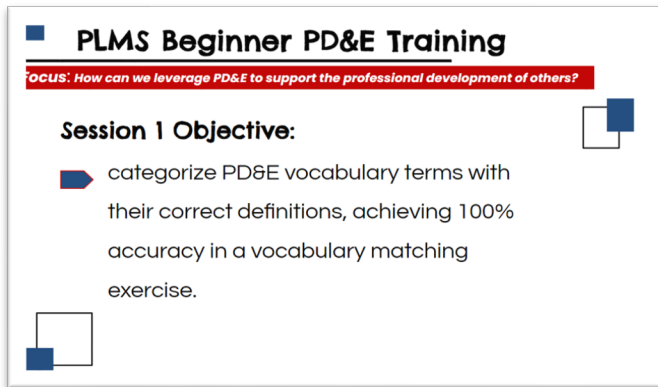 PLMS Beginner PD&E Training
Focus: How can we leverage PD&E to support the professional development of others?
Session 1 Objective:
categorize PD&E vocabulary terms with
their correct definitions, achieving 100%
accuracy in a vocabulary matching
exercise.